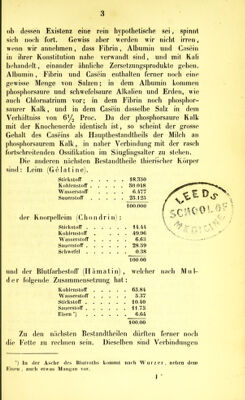 3
ob dessen Existenz eine rein hypothetische sei, spinnt
sich noch fort. Gewiss aber werden wir nicht irren,
wenn wir annehmen, dass Fibrin, Albumin und Caséin
in ihrer Konstitution nahe verwandt sind, und mit Kali
behandelt, einander ähnliche Zersetzungsprodukte geben.
Albumin, Fibrin und Caséin enthalten ferner noch eine
gewisse Menge von Salzen; in dem Albumin kommen
phosphorsaure und schwefelsaure Alkalien und Erden, wie
auch Chlornatrium vor; in dem Fibrin noch phosphor-
saurer Kalk, und in dem Caséin dasselbe Salz in dem
Verhältniss von 6½ Proc. Da der phosphorsaure Kalk
mit der Knochenerde identisch ist, so scheint der grosse
Gehalt des Caséins als Hauptbestandtheils der Milch an
phosphorsaurem Kalk, in naher Verbindung mit der rasch
fortschreitenden Ossifikation im Säuglingsalter zu stehen.
Die anderen nächsten Bestandtheile thierischer Körper
sind: Leim (Gélatine).
Stickstoff . . . . 18.350
Kohlenstoff . . . 50.048
Wasserstoff . . . 6.477
Sauerstoff . . . 25.125
100.000
der Knorpelleim (Chondrin):
Stickstoff . . . . 14.44
Kohlenstoff . . . 49.96
Wasserstoff . . . 6.63
Sauerstoff . . . 28.59
Schwefel . . . . 0.38
100.00
und der Blutfarbestoff (Hämatin), welcher nach Mul-
der folgende Zusammensetzung hat:
Kohlenstoff . . . 65.84
Wasserstoff . . . 5.37
Stickstoff . . . 10.40
Sauerstoff . . . 11.75
Eisen *) . . . . 6.64
100.00
Zu den nächsten Bestandtheilen dürften ferner noch
die Fette zu rechnen sein. Dieselben sind Verbindungen
*) In der Asche des Blutroths kommt nach Wurzer, neben dem
Eisen, auch etwas Mangan vor.
1 *
LEEDS
SCHOOL OF
MEDICINE